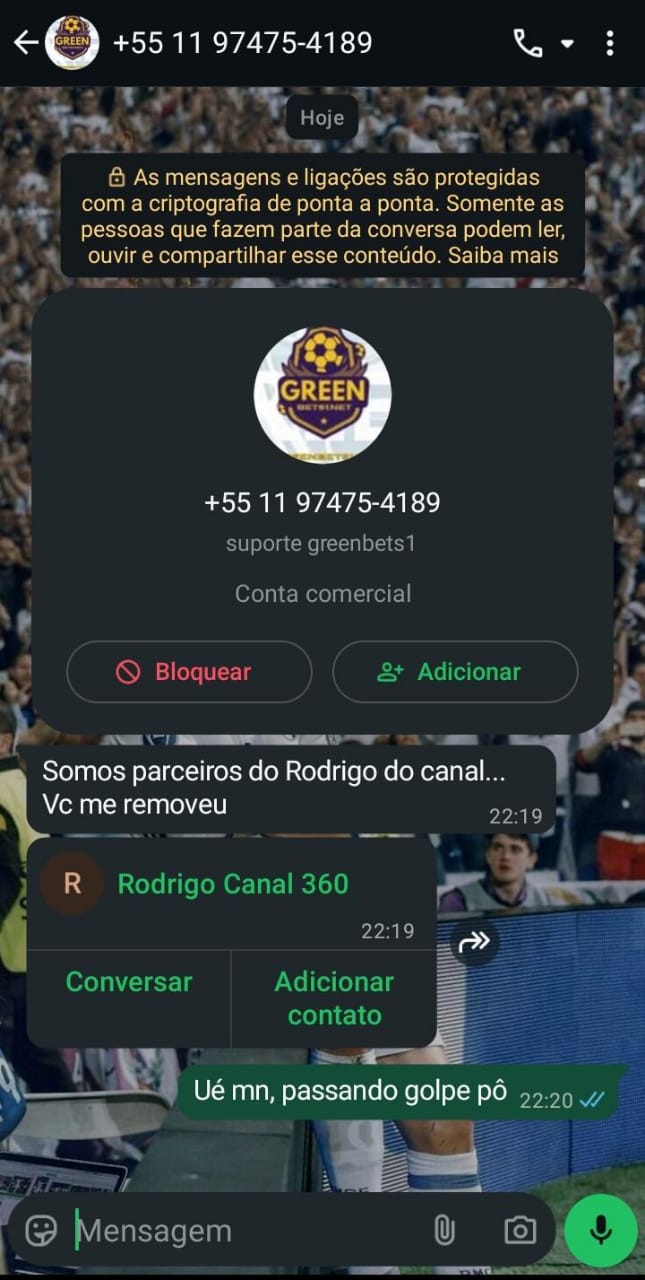 GREEN
+55 11 97475-4189
Hoje
As mensagens e ligações são protegidas
com a criptografia de ponta a ponta. Somente as
pessoas que fazem parte da conversa podem ler,
ouvir e compartilhar esse conteúdo. Saiba mais
GREEN
BETS1.NET
+55 11 97475-4189
suporte greenbets1
Conta comercial
Bloquear
Adicionar
Somos parceiros do Rodrigo do canal...
Vc me removeu
22:19
R
Rodrigo Canal 360
22:19
Conversar
Adicionar
contato
Ué mn, passando golpe pô
22:20
Mensagem